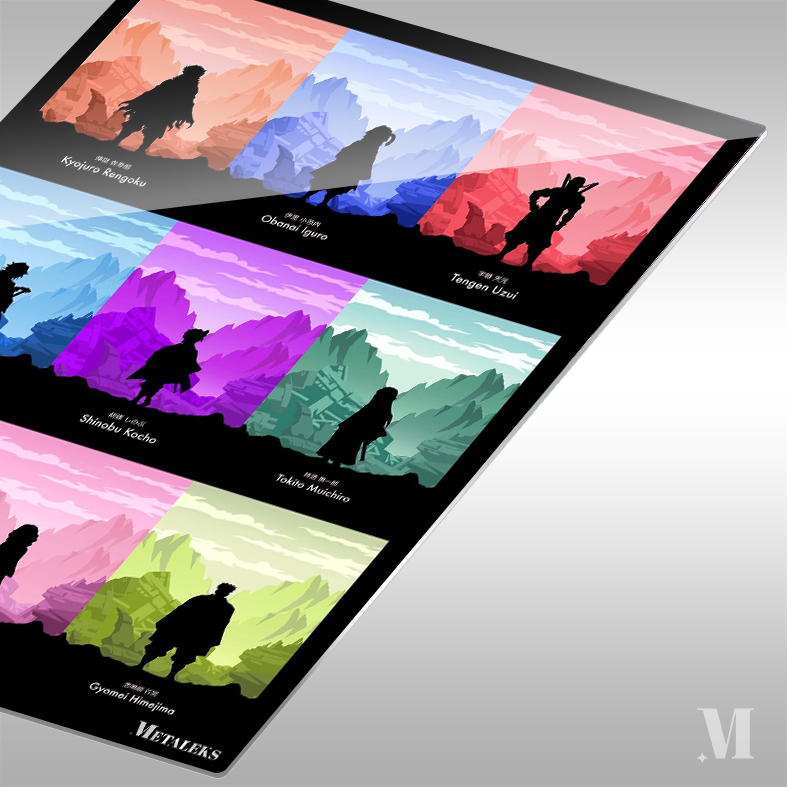 煉獄 杏寿郎
Kyojuro Rengoku
伊黒 小芭内
Obanai Iguro
宇髄 天元
Tengen Uzui
胡蝶 しのぶ
Shinobu Kocho
時透 無一郎
Tokito Muichiro
悲鳴嶼 行冥
Gyomei Himejima
METALEKS
M